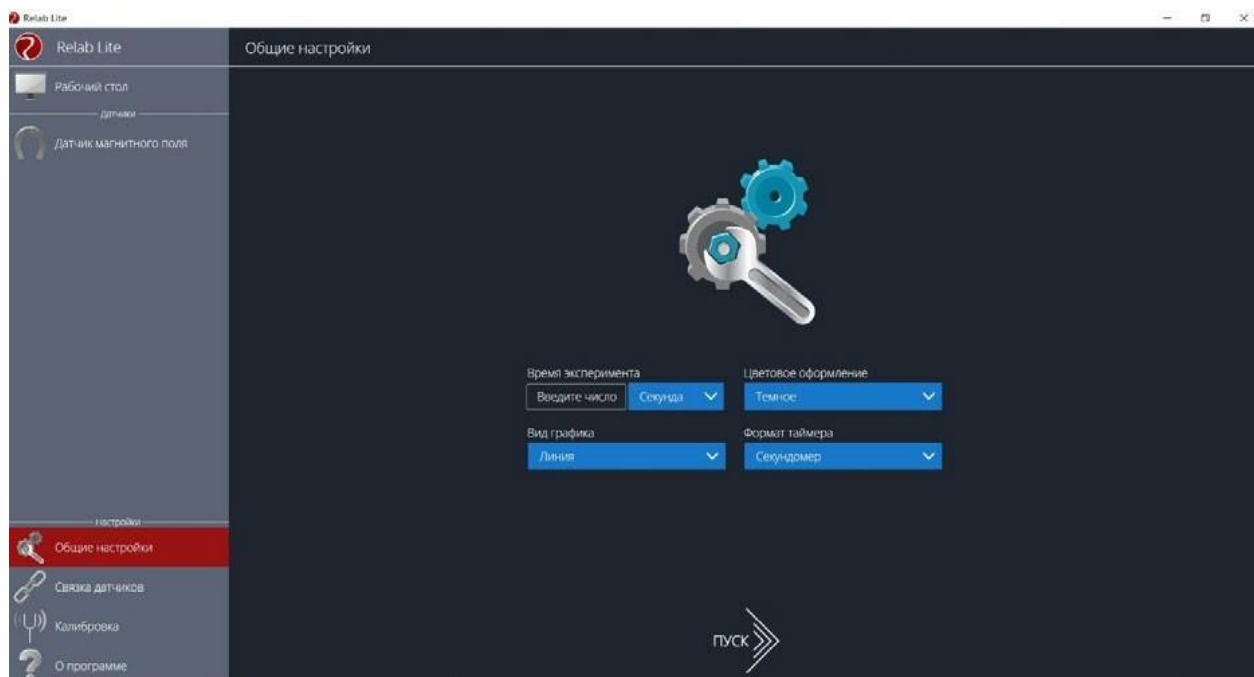 Relab Lite
Relab Lite
Общие настройки
Рабочий стол
Датчики
Датчик магнитного поля
Время эксперимента
Цветовое оформление
Введите число
Секунда
Темное
Вид графика
Формат таймера
Линия
Секундомер
Настройки
Общие настройки
Связка датчиков
Калибровка
О программе
ПУСК